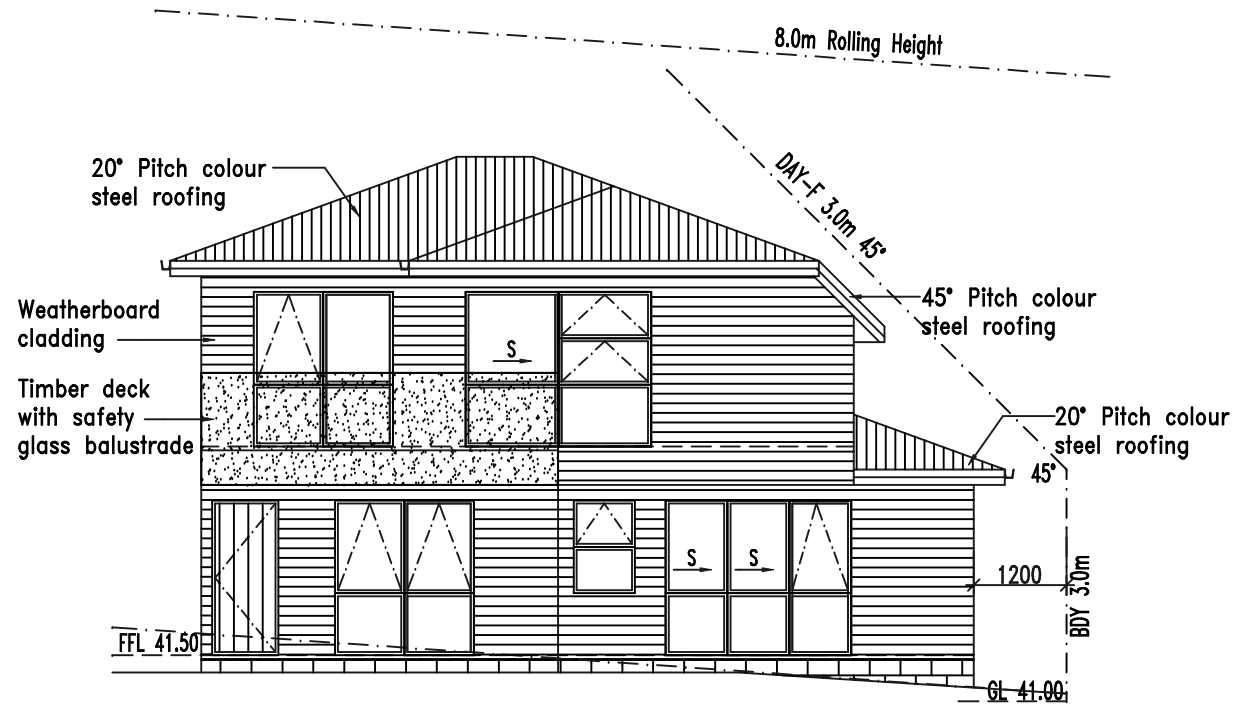 8.0m Rolling Height
20° Pitch colour
steel roofing
DAY-F 3.0m 45°
45° Pitch colour
steel roofing
Weatherboard
cladding
S
Timber deck
with safety
glass balustrade
20° Pitch colour
steel roofing
45°
S
S
1200
BDY 3.0m
FFL 41.50
GL 41.00